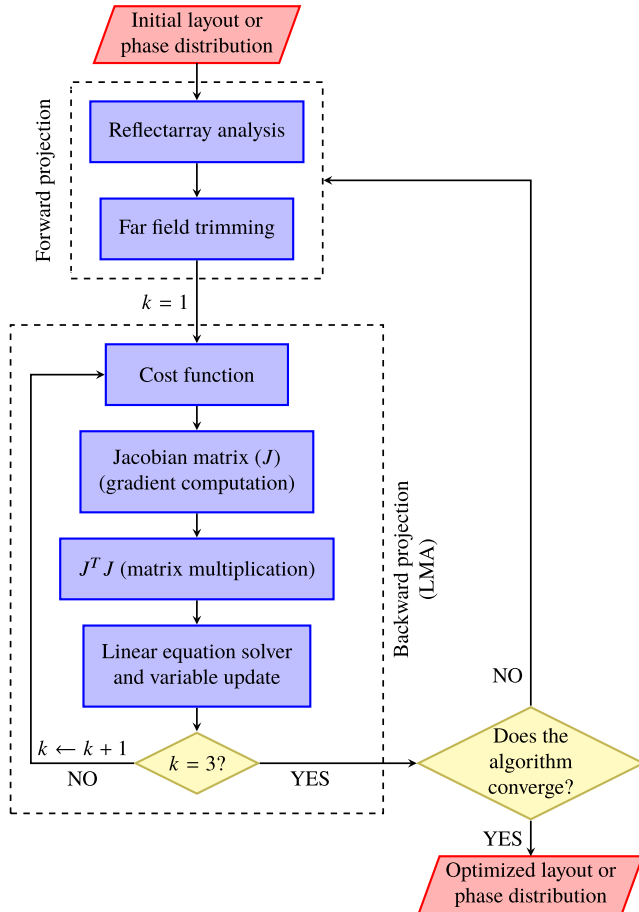 Initial layout or
phase distribution
Forward projection
Reflectarray analysis
Far field trimming
k = 1
Cost function
Jacobian matrix (J)
(gradient computation)
J^T J (matrix multiplication)
Linear equation solver
and variable update
Backward projection
(LMA)
k ← k + 1
NO
k = 3?
YES
NO
Does the
algorithm
converge?
YES
Optimized layout or
phase distribution